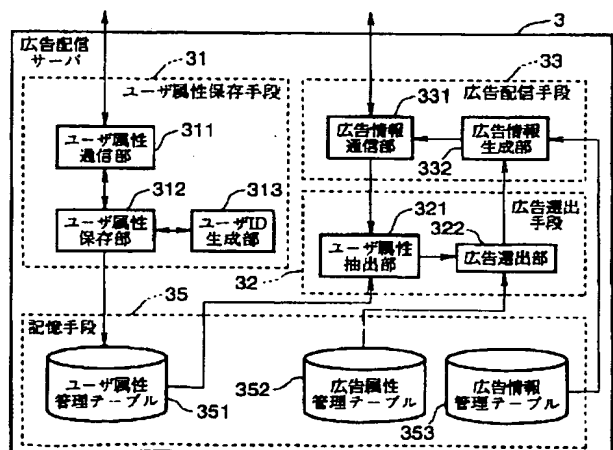 3
広告配信
サーバ
31
ユーザ属性保存手段
ユーザ属性
通信部
311
312
313
ユーザ属性
保存部
ユーザID
生成部
33
広告配信手段
331
広告情報
通信部
広告情報
生成部
332
広告選出
手段
321
322
ユーザ属性
抽出部
広告選出部
32
35
記憶手段
ユーザ属性
管理テーブル
351
352
広告属性
管理テーブル
353
広告情報
管理テーブル